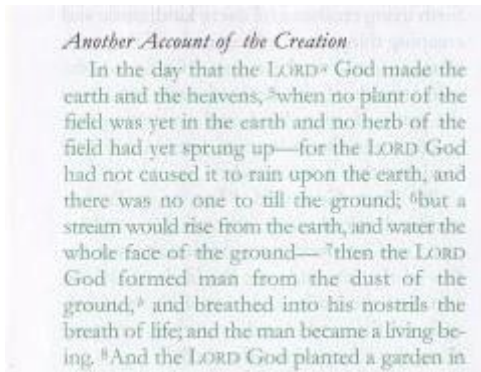 Another Account of the Creation
In the day that the LORDᵃ God made the
earth and the heavens, ⁵when no plant of the
field was yet in the earth and no herb of the
field had yet sprung up—for the LORD God
had not caused it to rain upon the earth, and
there was no one to till the ground; ⁶but a
stream would rise from the earth, and water the
whole face of the ground— ⁷then the LORD
God formed man from the dust of the
ground,ᵇ and breathed into his nostrils the
breath of life; and the man became a living be-
ing. ⁸And the LORD God planted a garden in